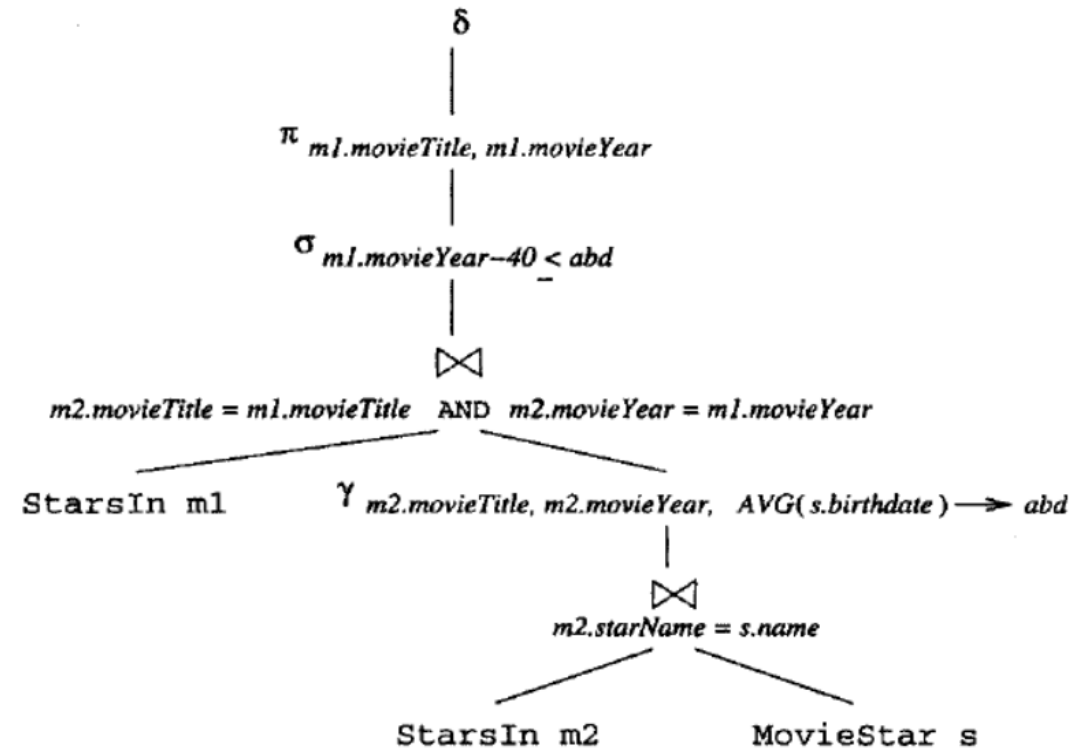 δ
π m1.movieTitle, m1.movieYear
σ m1.movieYear−40 ≤ abd
⋈
m2.movieTitle = m1.movieTitle AND m2.movieYear = m1.movieYear
StarsIn m1 γ m2.movieTitle, m2.movieYear, AVG(s.birthdate) → abd
⋈
m2.starName = s.name
StarsIn m2 MovieStar s